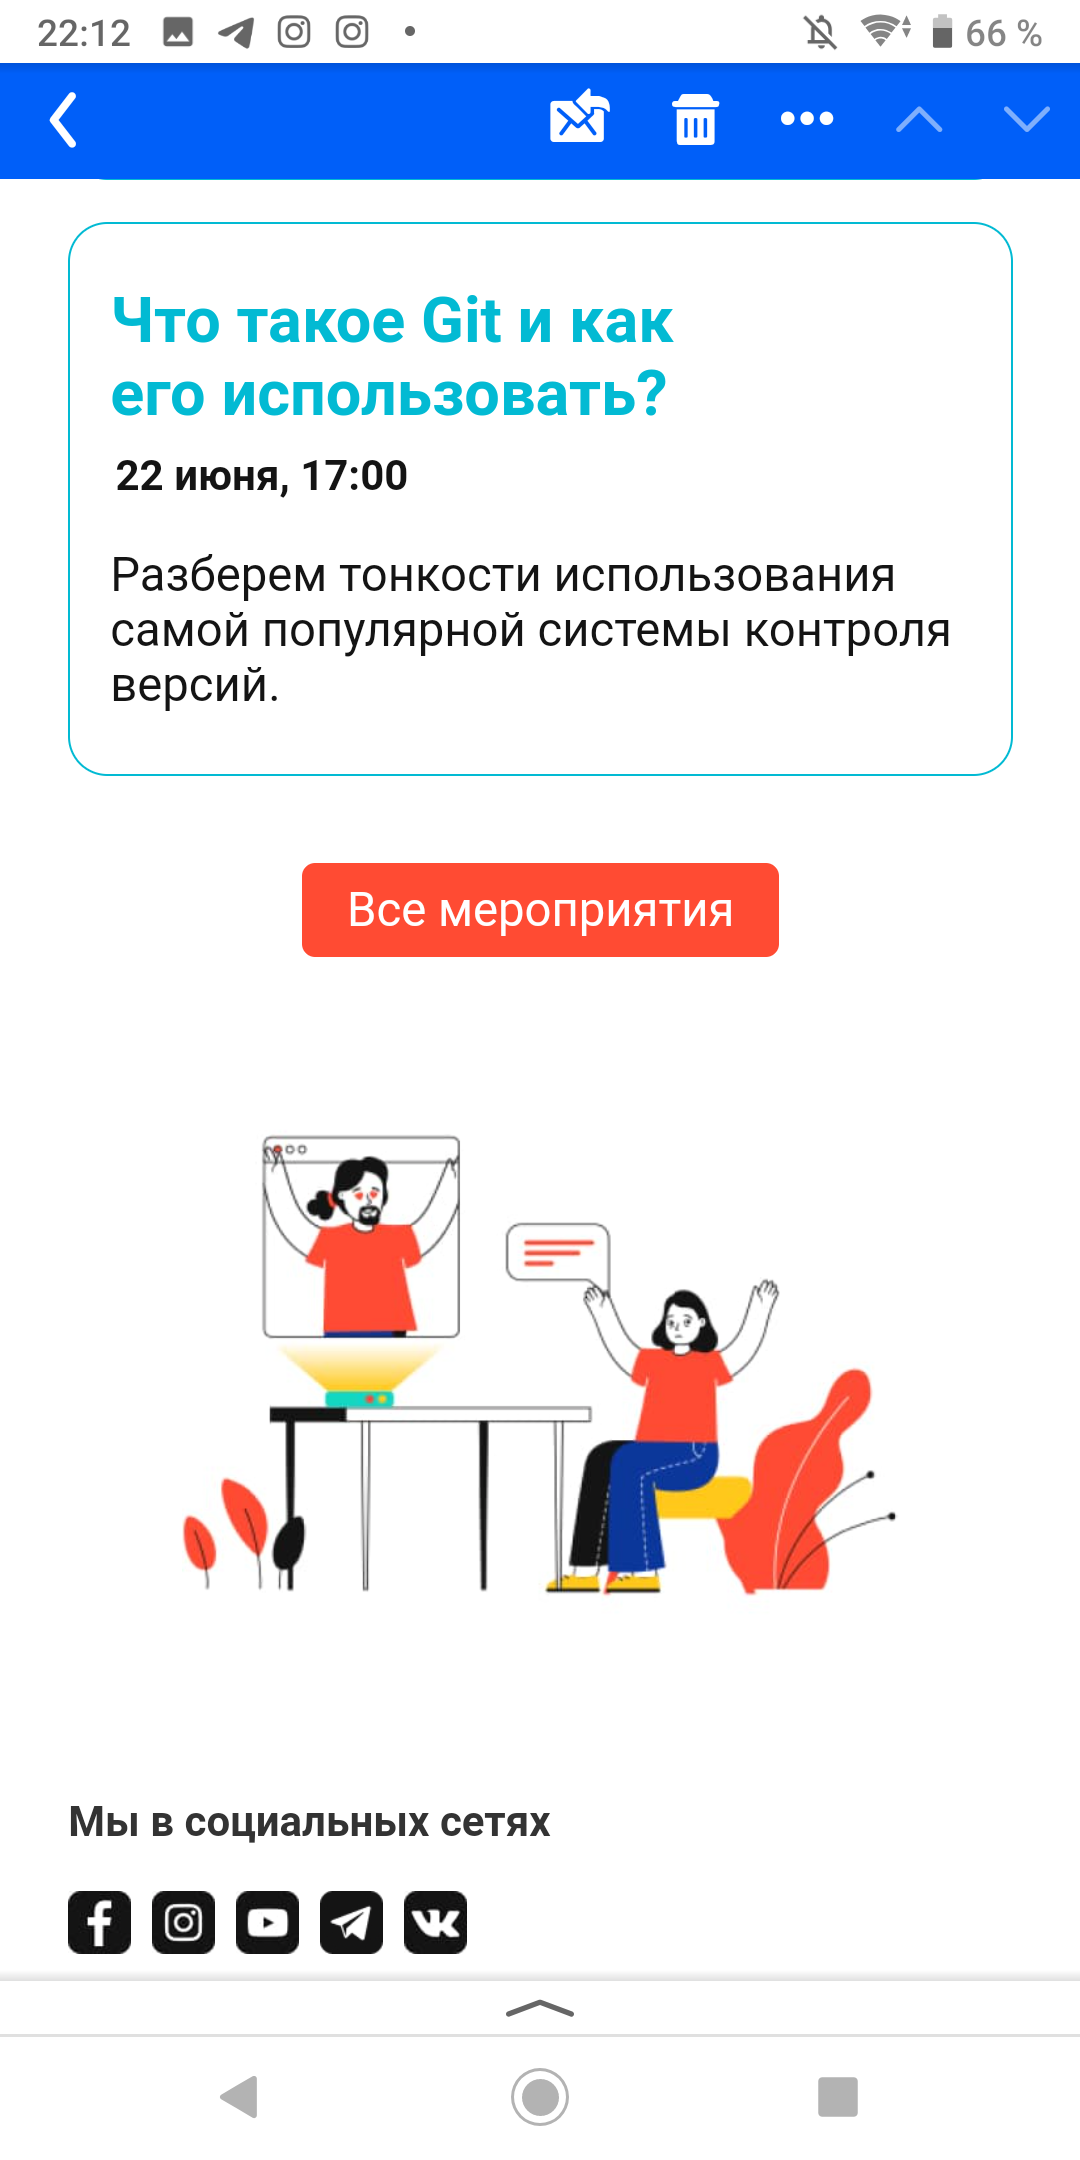 22:12
66 %
Что такое Git и как
его использовать?
22 июня, 17:00
Разберем тонкости использования
самой популярной системы контроля
версий.
Все мероприятия
Мы в социальных сетях